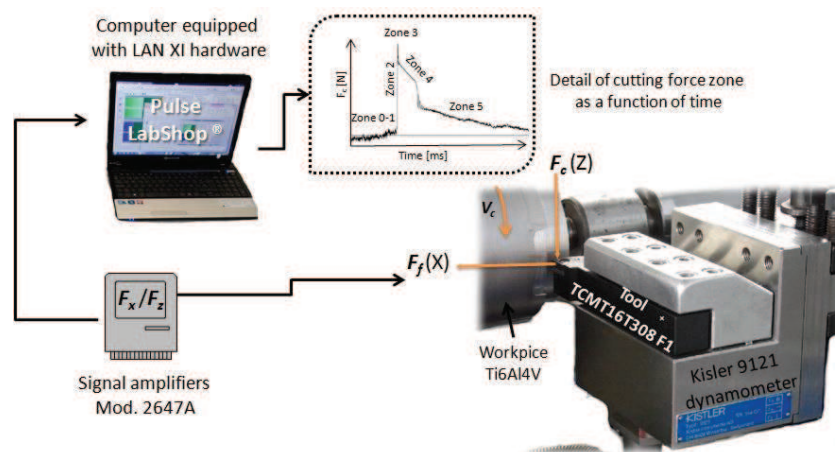 Computer equipped
with LAN XI hardware
Pulse
LabShop ®
Zone 3
Zone 2
Zone 4
Zone 5
Zone 0-1
Fc [N]
Time [ms]
Detail of cutting force zone
as a function of time
Fc (Z)
Vc
Ff (X)
Fx/Fz
Signal amplifiers
Mod. 2647A
Workpice
Ti6Al4V
Tool
TCMT16T308 F1
Kisler 9121
dynamometer
KISTLER